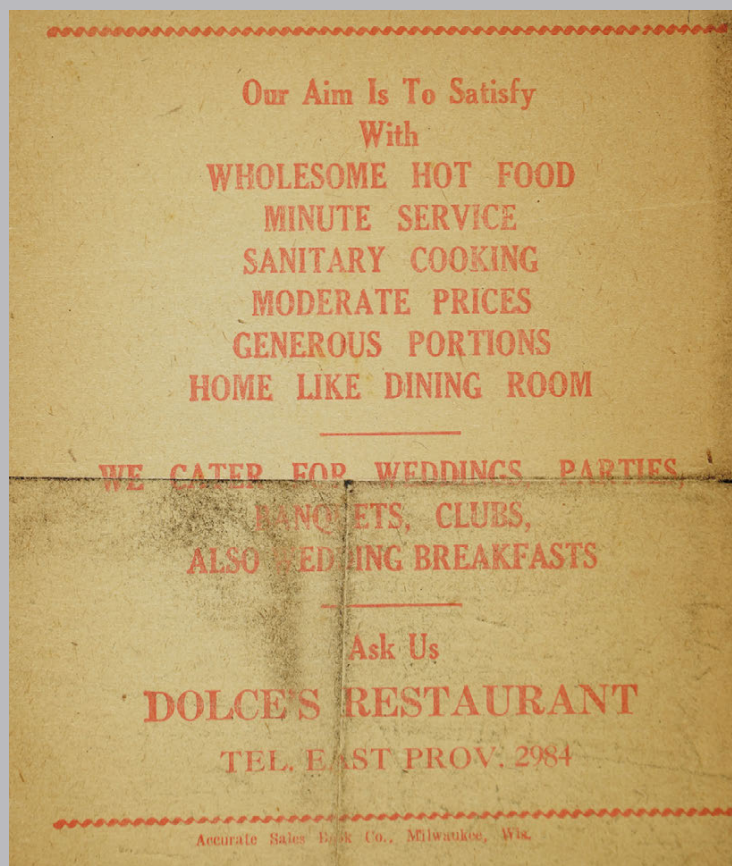 Our Aim Is To Satisfy
With
WHOLESOME HOT FOOD
MINUTE SERVICE
SANITARY COOKING
MODERATE PRICES
GENEROUS PORTIONS
HOME LIKE DINING ROOM
WE CATER FOR WEDDINGS, PARTIES,
BANQUETS, CLUBS,
ALSO WEDDING BREAKFASTS
Ask Us
DOLCE'S RESTAURANT
TEL. EAST PROV. 2984
Accurate Sales Book Co., Milwaukee, Wis.